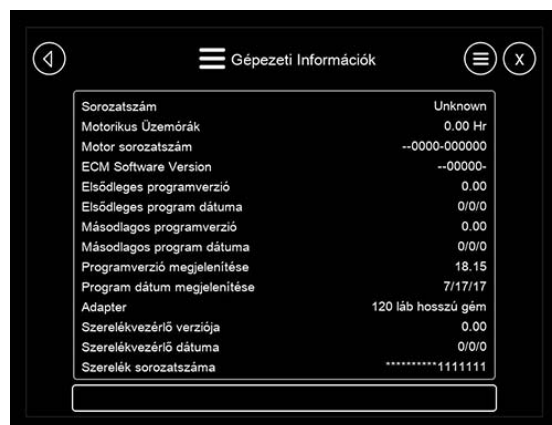 Gépezeti Információk
X
Sorozatszám Unknown
Motorikus Üzemórák 0.00 Hr
Motor sorozatszám --0000-000000
ECM Software Version --00000-
Elsődleges programverzió 0.00
Elsődleges program dátuma 0/0/0
Másodlagos programverzió 0.00
Másodlagos program dátuma 0/0/0
Programverzió megjelenítése 18.15
Program dátum megjelenítése 7/17/17
Adapter 120 láb hosszú gém
Szerelékvezérlő verziója 0.00
Szerelékvezérlő dátuma 0/0/0
Szerelék sorozatszáma **********1111111